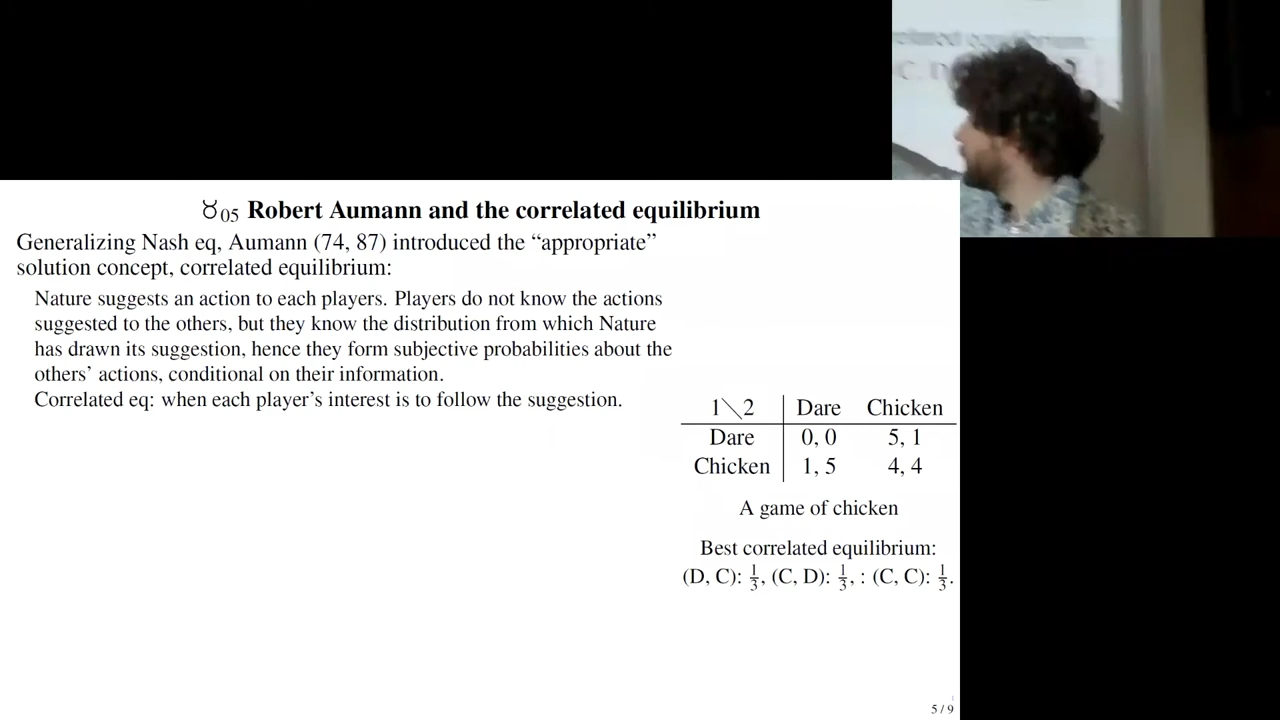 ♉05 Robert Aumann and the correlated equilibrium
Generalizing Nash eq, Aumann (74, 87) introduced the “appropriate”
solution concept, correlated equilibrium:
Nature suggests an action to each players. Players do not know the actions
suggested to the others, but they know the distribution from which Nature
has drawn its suggestion, hence they form subjective probabilities about the
others’ actions, conditional on their information.
Correlated eq: when each player’s interest is to follow the suggestion.
1\2 Dare Chicken
Dare 0, 0 5, 1
Chicken 1, 5 4, 4
A game of chicken
Best correlated equilibrium:
(D, C): 1/3, (C, D): 1/3, : (C, C): 1/3.
5 / 9